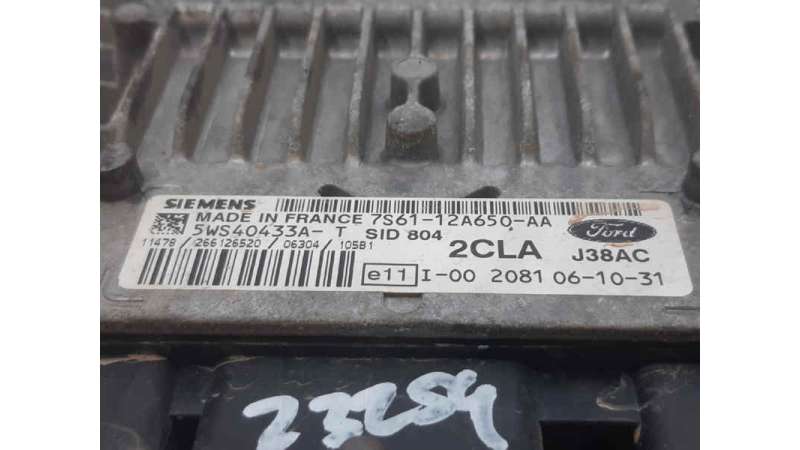 SIEMENS
MADE IN FRANCE 7S61-12A650-AA
5WS40433A- T SID 804
11478 / 266126520 / 06304 / 10581
2CLA
Ford
J38AC
e11 I-00 2081 06-10-31
23254